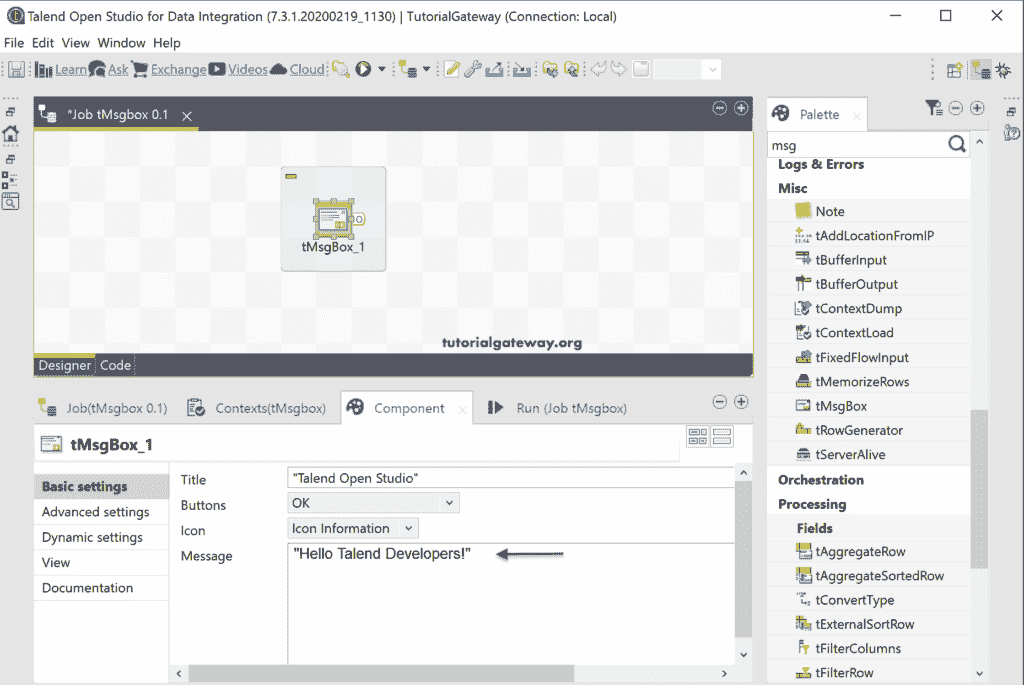 Talend Open Studio for Data Integration (7.3.1.20200219_1130) | TutorialGateway (Connection: Local)
File Edit View Window Help
Learn Ask Exchange Videos Cloud
*Job tMsgbox 0.1
tMsgBox_1
tutorialgateway.org
Designer Code
Job(tMsgbox 0.1) Contexts(tMsgbox) Component Run (Job tMsgbox)
tMsgBox_1
Basic settings
Advanced settings
Dynamic settings
View
Documentation
Title "Talend Open Studio"
Buttons OK
Icon Icon Information
Message "Hello Talend Developers!"
Palette
msg
Logs & Errors
Misc
Note
tAddLocationFromIP
tBufferInput
tBufferOutput
tContextDump
tContextLoad
tFixedFlowInput
tMemorizeRows
tMsgBox
tRowGenerator
tServerAlive
Orchestration
Processing
Fields
tAggregateRow
tAggregateSortedRow
tConvertType
tExternalSortRow
tFilterColumns
tFilterRow